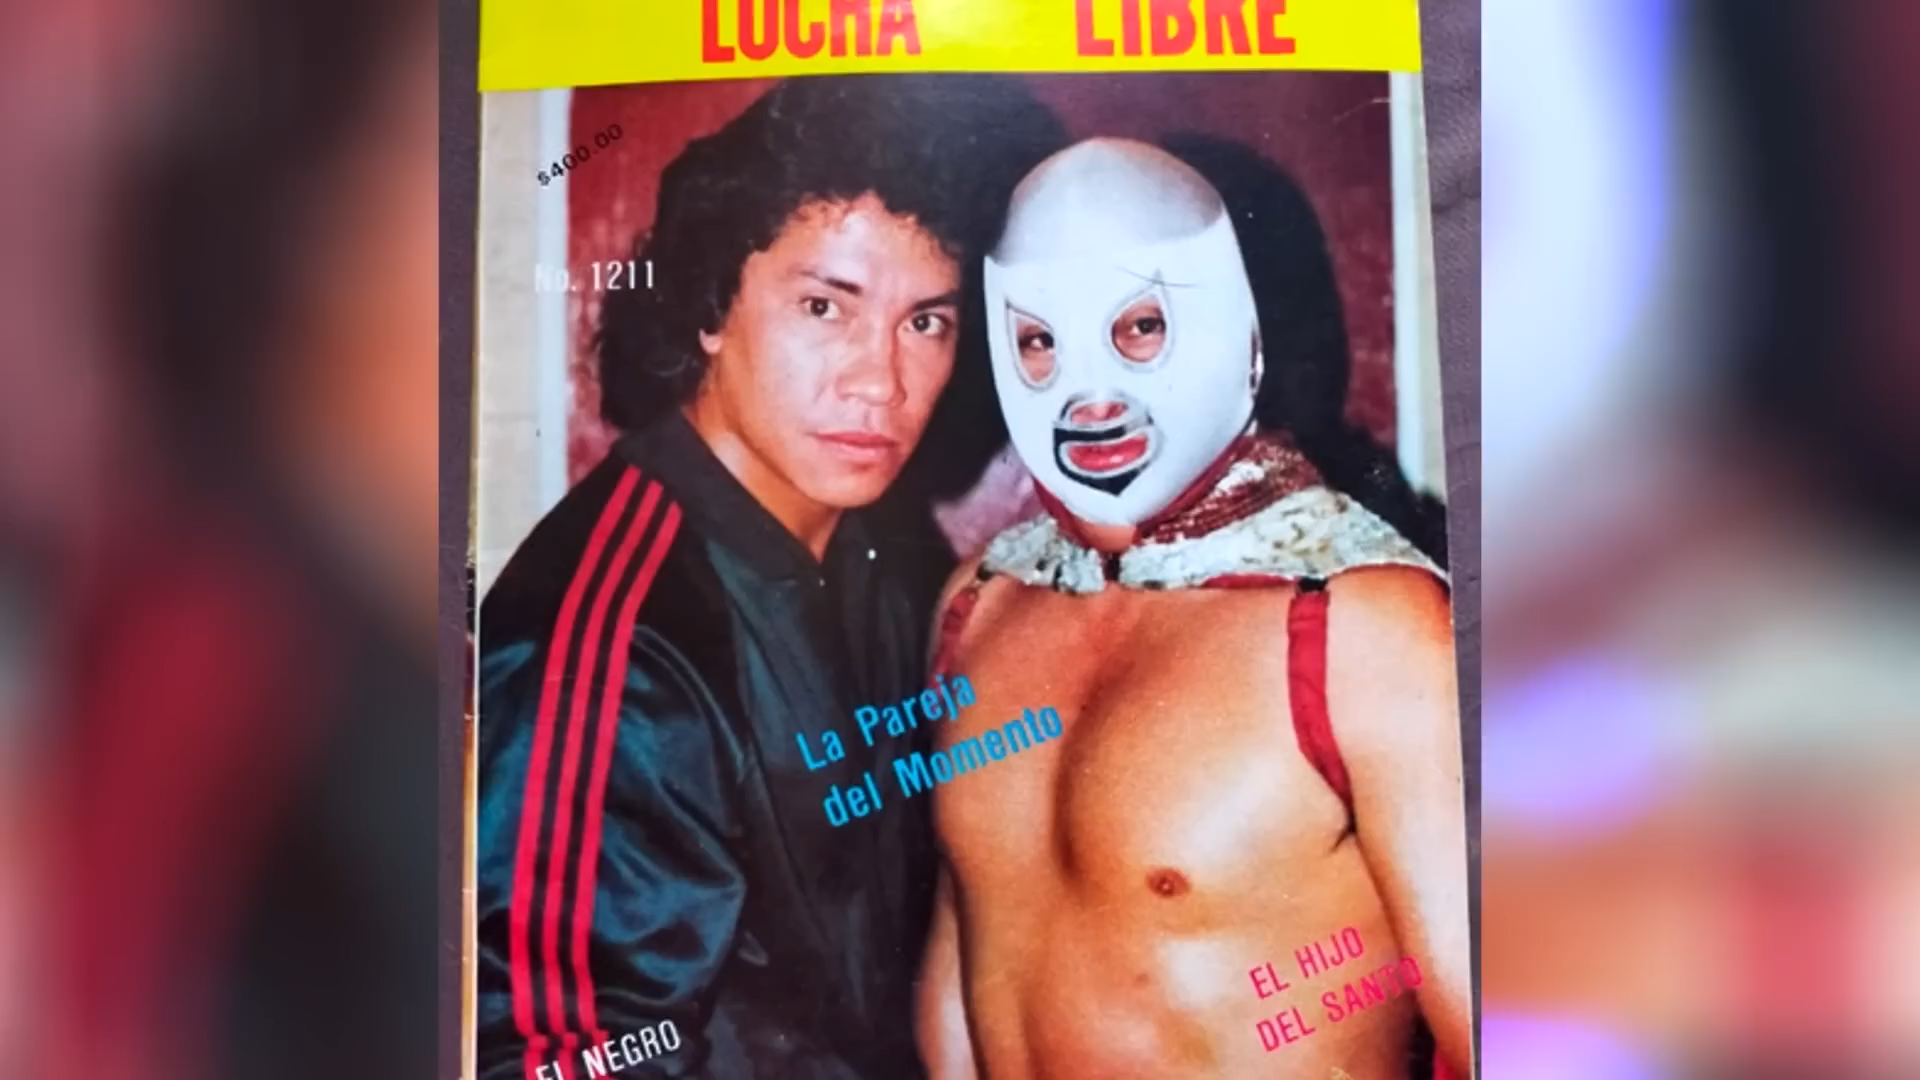 LUCHA LIBRE
$400.00
No. 1211
La Pareja
del Momento
EL HIJO
DEL SANTO
EL NEGRO